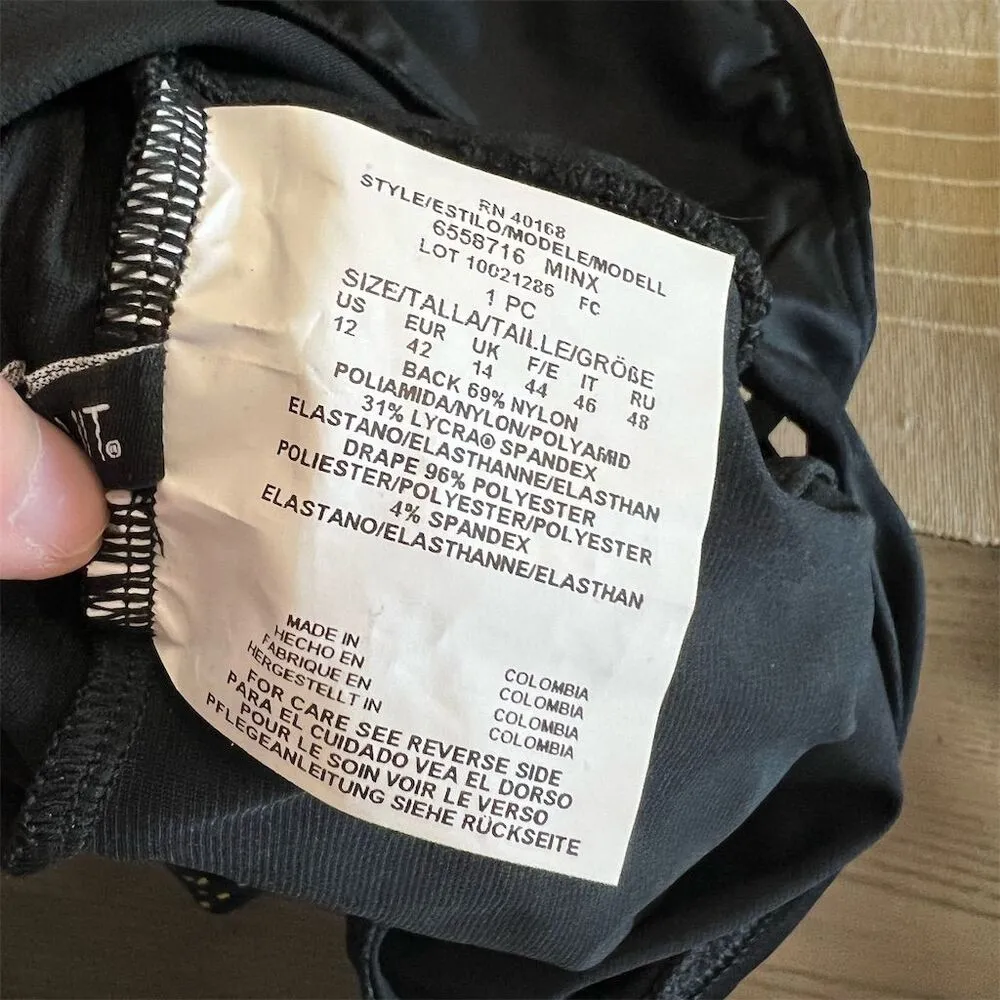 RN 40168
STYLE/ESTILO/MODELE/MODELL
6558716 MINX
LOT 10021286 FC
1 PC
SIZE/TALLA/TAILLE/GRÖßE
US EUR UK F/E IT RU
12 42 14 44 46 48
BACK 69% NYLON
POLIAMIDA/NYLON/POLYAMID
31% LYCRA® SPANDEX
ELASTANO/ELASTHANNE/ELASTHAN
DRAPE 96% POLYESTER
POLIESTER/POLYESTER/POLYESTER
4% SPANDEX
ELASTANO/ELASTHANNE/ELASTHAN
MADE IN COLOMBIA
HECHO EN COLOMBIA
FABRIQUE EN COLOMBIA
HERGESTELLT IN COLOMBIA
FOR CARE SEE REVERSE SIDE
PARA EL CUIDADO VEA EL DORSO
POUR LE SOIN VOIR LE VERSO
PFLEGEANLEITUNG SIEHE RÜCKSEITE